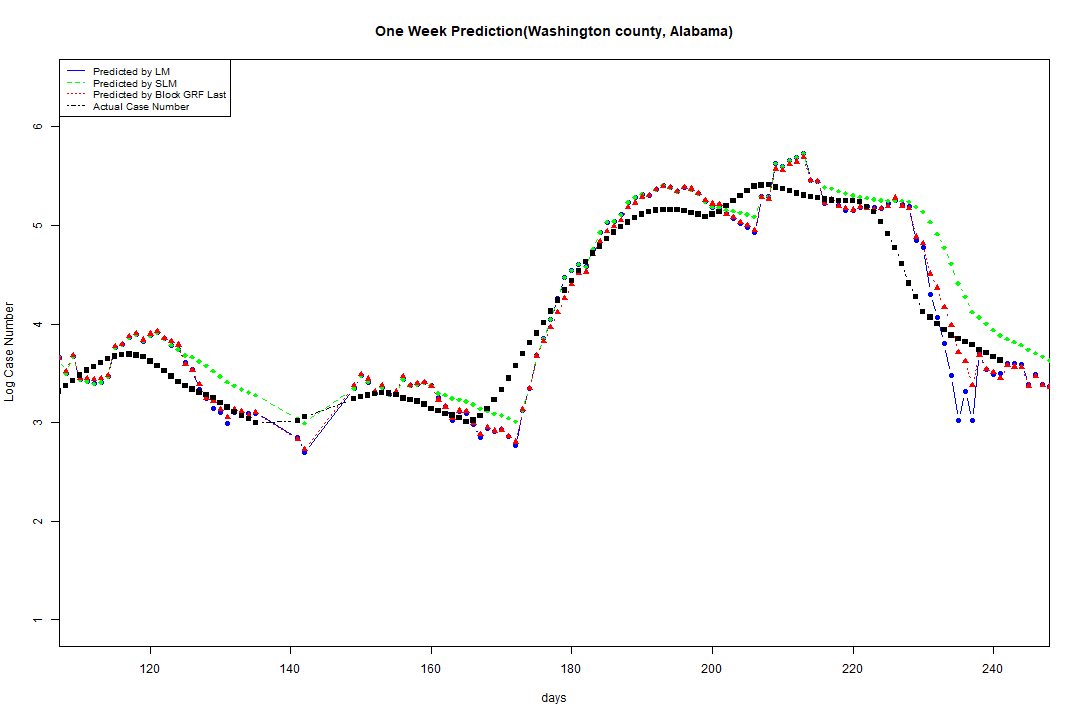 One Week Prediction(Washington county, Alabama)
Predicted by LM
Predicted by SLM
Predicted by Block GRF Last
Actual Case Number
Log Case Number
6
5
4
3
2
1
120 140 160 180 200 220 240
days